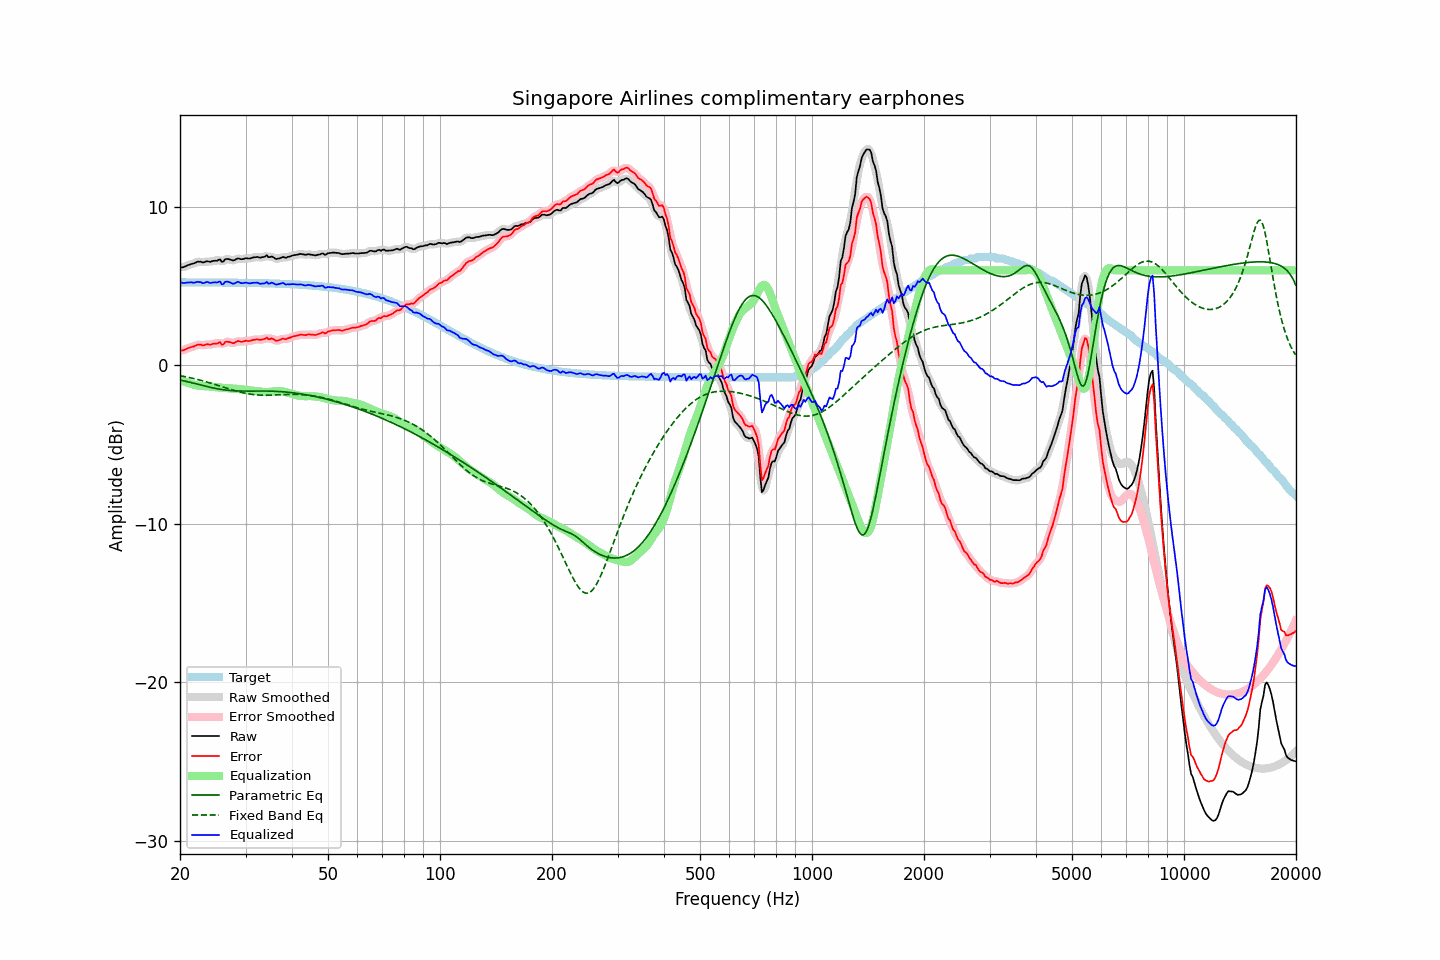 Singapore Airlines complimentary earphones
Amplitude (dBr)
10
0
−10
−20
−30
Target
Raw Smoothed
Error Smoothed
Raw
Error
Equalization
Parametric Eq
Fixed Band Eq
Equalized
20 50 100 200 500 1000 2000 5000 10000 20000
Frequency (Hz)